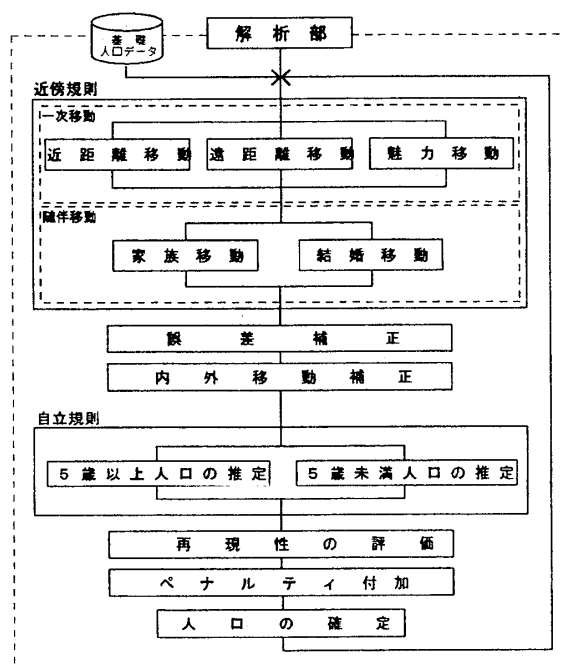 基礎
人口データ
解析部
近傍規則
一次移動
近距離移動
遠距離移動
魅力移動
随伴移動
家族移動
結婚移動
誤差補正
内外移動補正
自立規則
5歳以上人口の推定
5歳未満人口の推定
再現性の評価
ペナルティ付加
人口の確定